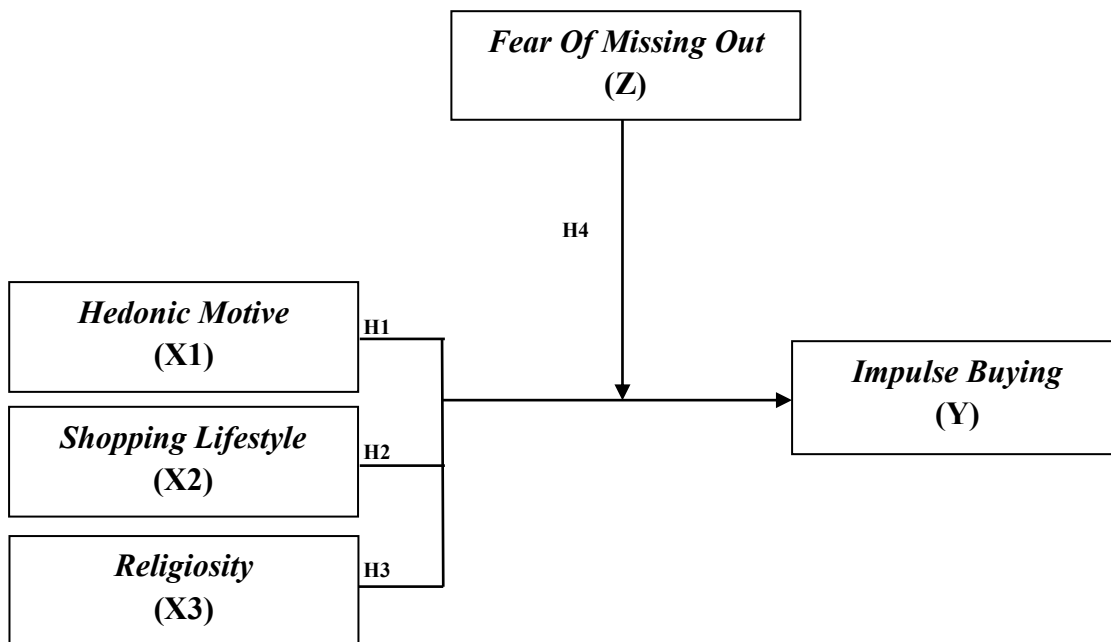 Fear Of Missing Out
(Z)
H4
Hedonic Motive
(X1)
H1
Shopping Lifestyle
(X2)
H2
Religiosity
(X3)
H3
Impulse Buying
(Y)